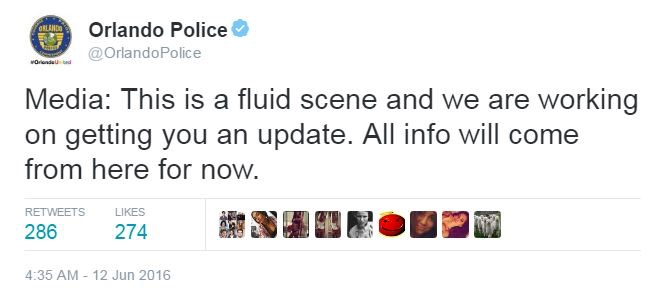 Orlando Police
@OrlandoPolice
ORLANDO
#OrlandoUnited
Media: This is a fluid scene and we are working
on getting you an update. All info will come
from here for now.
RETWEETS LIKES
286 274
4:35 AM - 12 Jun 2016